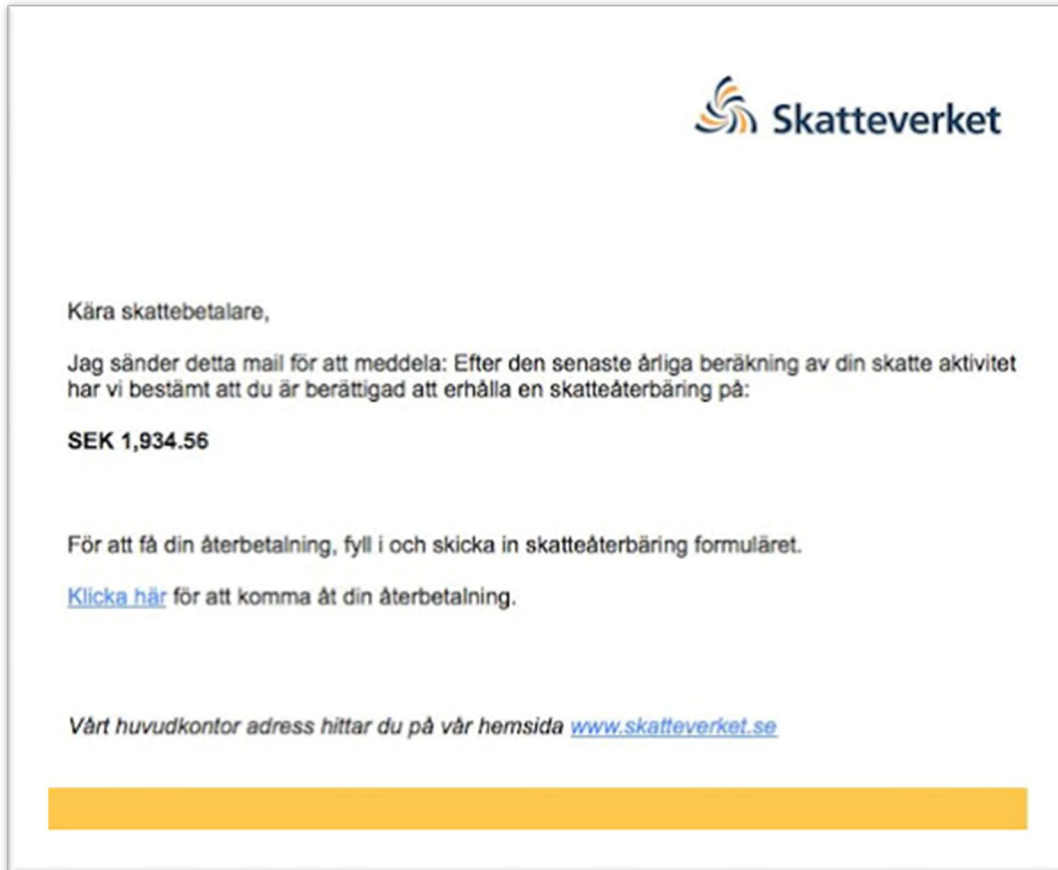 Skatteverket
Kära skattebetalare,
Jag sänder detta mail för att meddela: Efter den senaste årliga beräkning av din skatte aktivitet
har vi bestämt att du är berättigad att erhålla en skatteåterbäring på:
SEK 1,934.56
För att få din återbetalning, fyll i och skicka in skatteåterbäring formuläret.
Klicka här för att komma åt din återbetalning.
Vårt huvudkontor adress hittar du på vår hemsida www.skatteverket.se